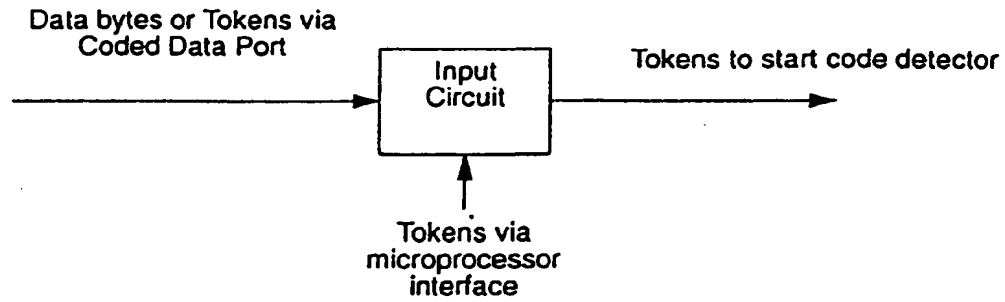 Data bytes or Tokens via
Coded Data Port
Input
Circuit
Tokens to start code detector
Tokens via
microprocessor
interface